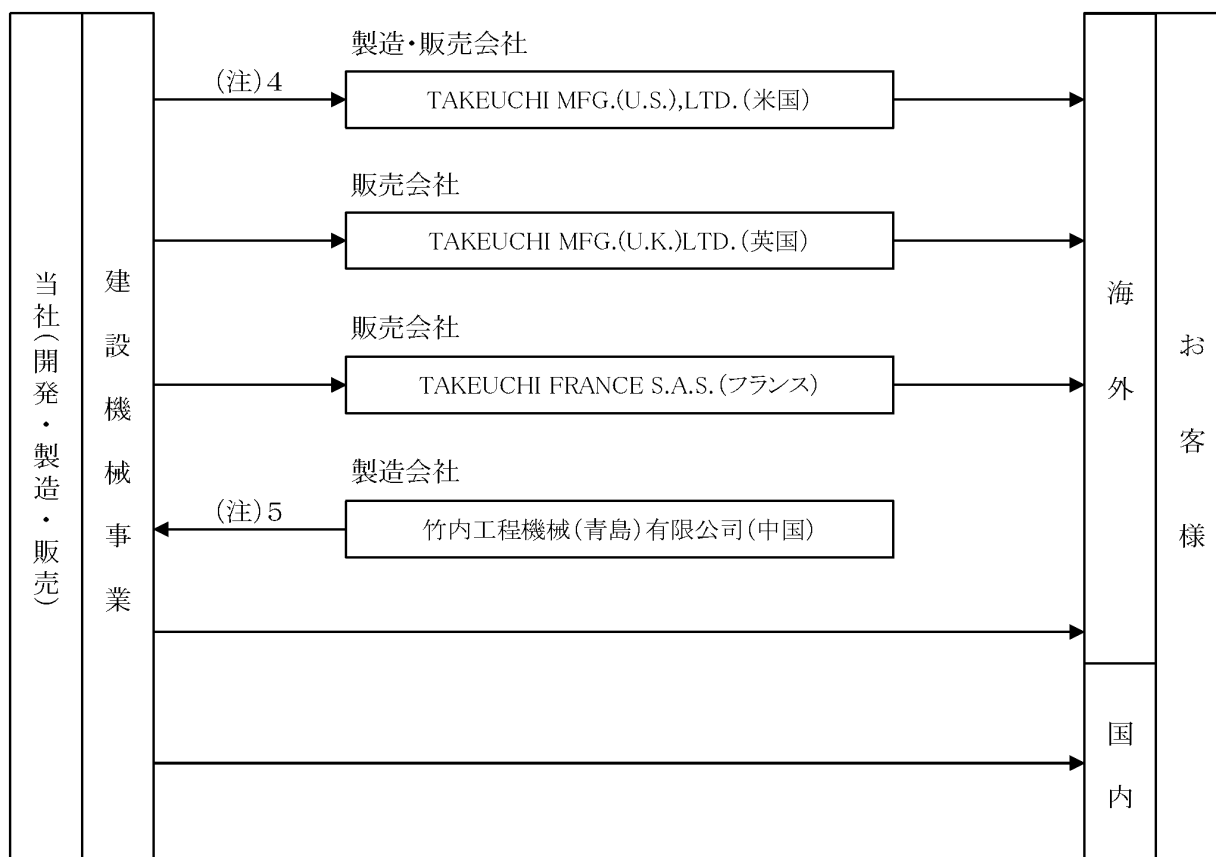 当社(開発・製造・販売)
建設機械事業
製造・販売会社
(注)4
TAKEUCHI MFG.(U.S.),LTD.(米国)
販売会社
TAKEUCHI MFG.(U.K.)LTD.(英国)
販売会社
TAKEUCHI FRANCE S.A.S.(フランス)
製造会社
(注)5
竹内工程機械(青島)有限公司(中国)
海外
国内
お客様